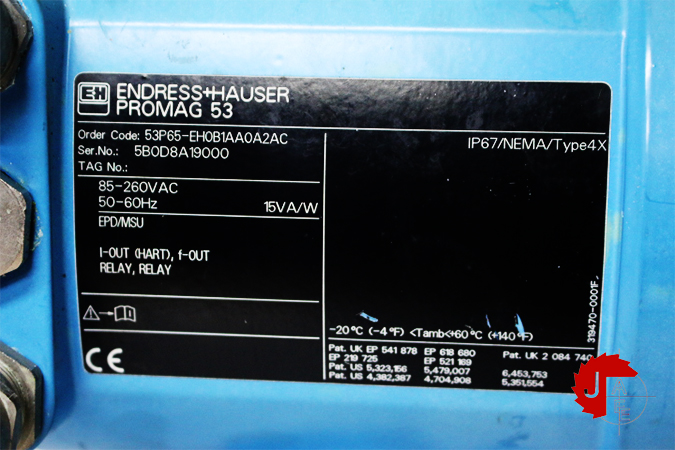 EH ENDRESS+HAUSER
PROMAG 53
Order Code: 53P65-EH0B1AA0A2AC
Ser.No.: 5B0D8A19000
TAG No.:
IP67/NEMA/Type4X
85-260VAC
50-60Hz 15VA/W
EPD/MSU
I-OUT (HART), f-OUT
RELAY, RELAY
-20°C (-4°F) <Tamb<+60°C (+140°F)
319470-0001F
Pat. UK EP 541 878 EP 618 680 Pat. UK 2 084 740
EP 219 725 EP 521 169
Pat. US 5,323,156 5,479,007 6,453,753
Pat. US 4,382,387 4,704,908 5,351,554
CE
J